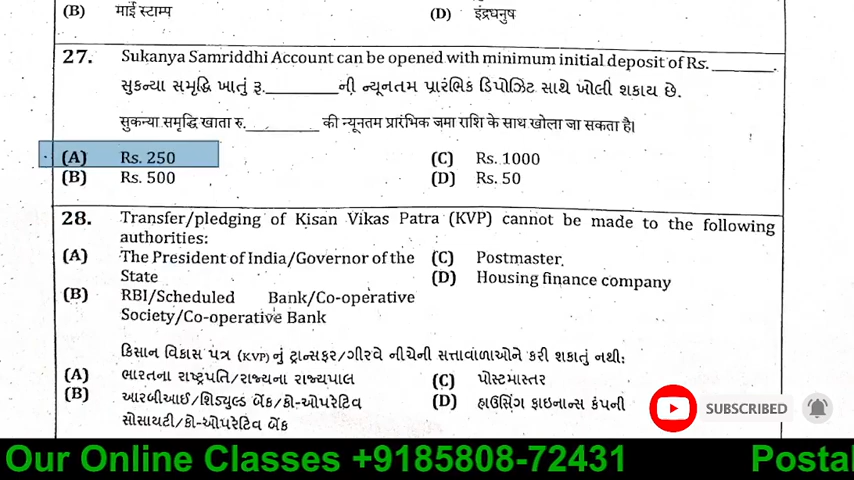 (B) माई स्टाम्प (D) इंद्रधनुष
27. Sukanya Samriddhi Account can be opened with minimum initial deposit of Rs. ________.
સુકન્યા સમૃદ્ધિ ખાતું રૂ.________ની ન્યૂનતમ પ્રારંભિક ડિપોઝિટ સાથે ખોલી શકાય છે.
सुकन्या समृद्धि खाता रु.________ की न्यूनतम प्रारंभिक जमा राशि के साथ खोला जा सकता है।
(A) Rs. 250 (C) Rs. 1000
(B) Rs. 500 (D) Rs. 50
28. Transfer/pledging of Kisan Vikas Patra (KVP) cannot be made to the following
authorities:
(A) The President of India/Governor of the (C) Postmaster.
State (D) Housing finance company
(B) RBI/Scheduled Bank/Co-operative
Society/Co-operative Bank
કિસાન વિકાસ પત્ર (KVP)નું ટ્રાન્સફર/ગીરવે નીચેની સત્તાવાળાઓને કરી શકાતું નથી:
(A) ભારતના રાષ્ટ્રપતિ/રાજ્યના રાજ્યપાલ (C) પોસ્ટમાસ્તર
(B) આરબીઆઈ/શિડ્યુલ્ડ બેંક/કો-ઓપરેટિવ (D) હાઉસિંગ ફાઇનાન્સ કંપની
સોસાયટી/કો-ઓપરેટિવ બેંક
SUBSCRIBED
Our Online Classes +9185808-72431 Postal